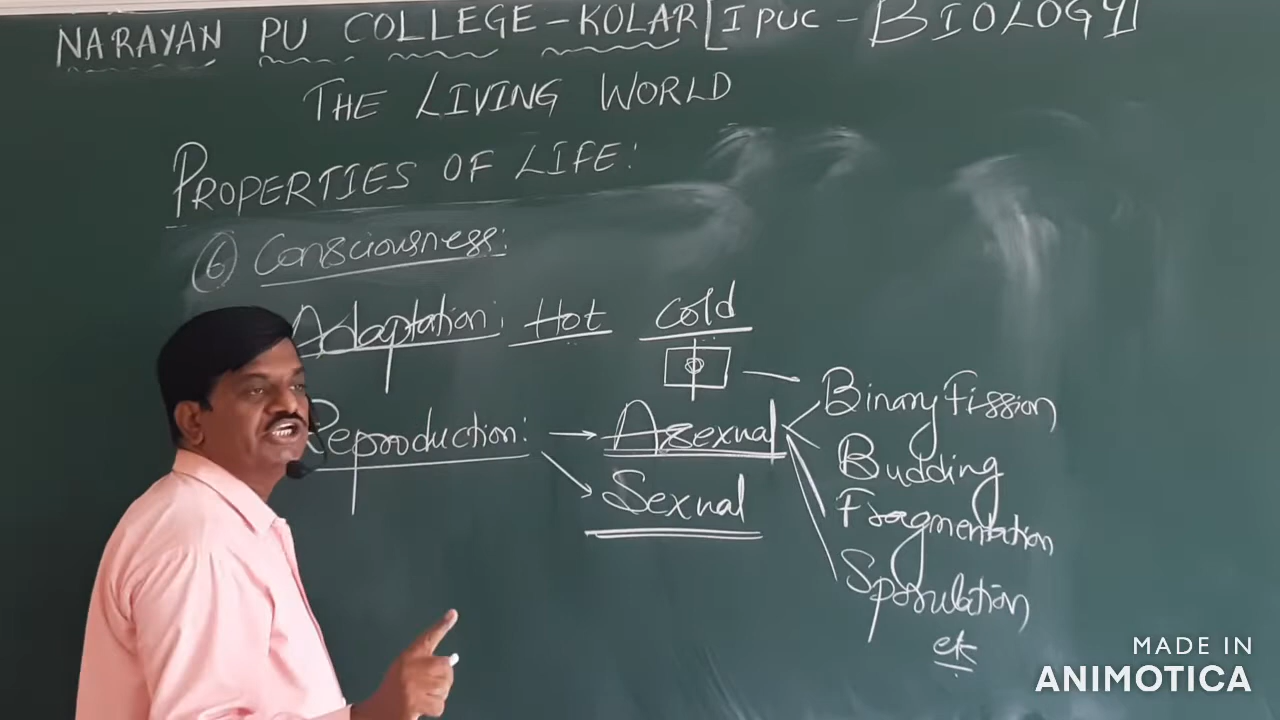 NARAYAN PU COLLEGE - KOLAR [I PUC - BIOLOGY]
THE LIVING WORLD
PROPERTIES OF LIFE:
6 Consciousness:
Adaptation: Hot Cold
Reproduction: Asexual
Sexual
Binary Fission
Budding
Fragmentation
Sporulation
etc
MADE IN
ANIMOTICA